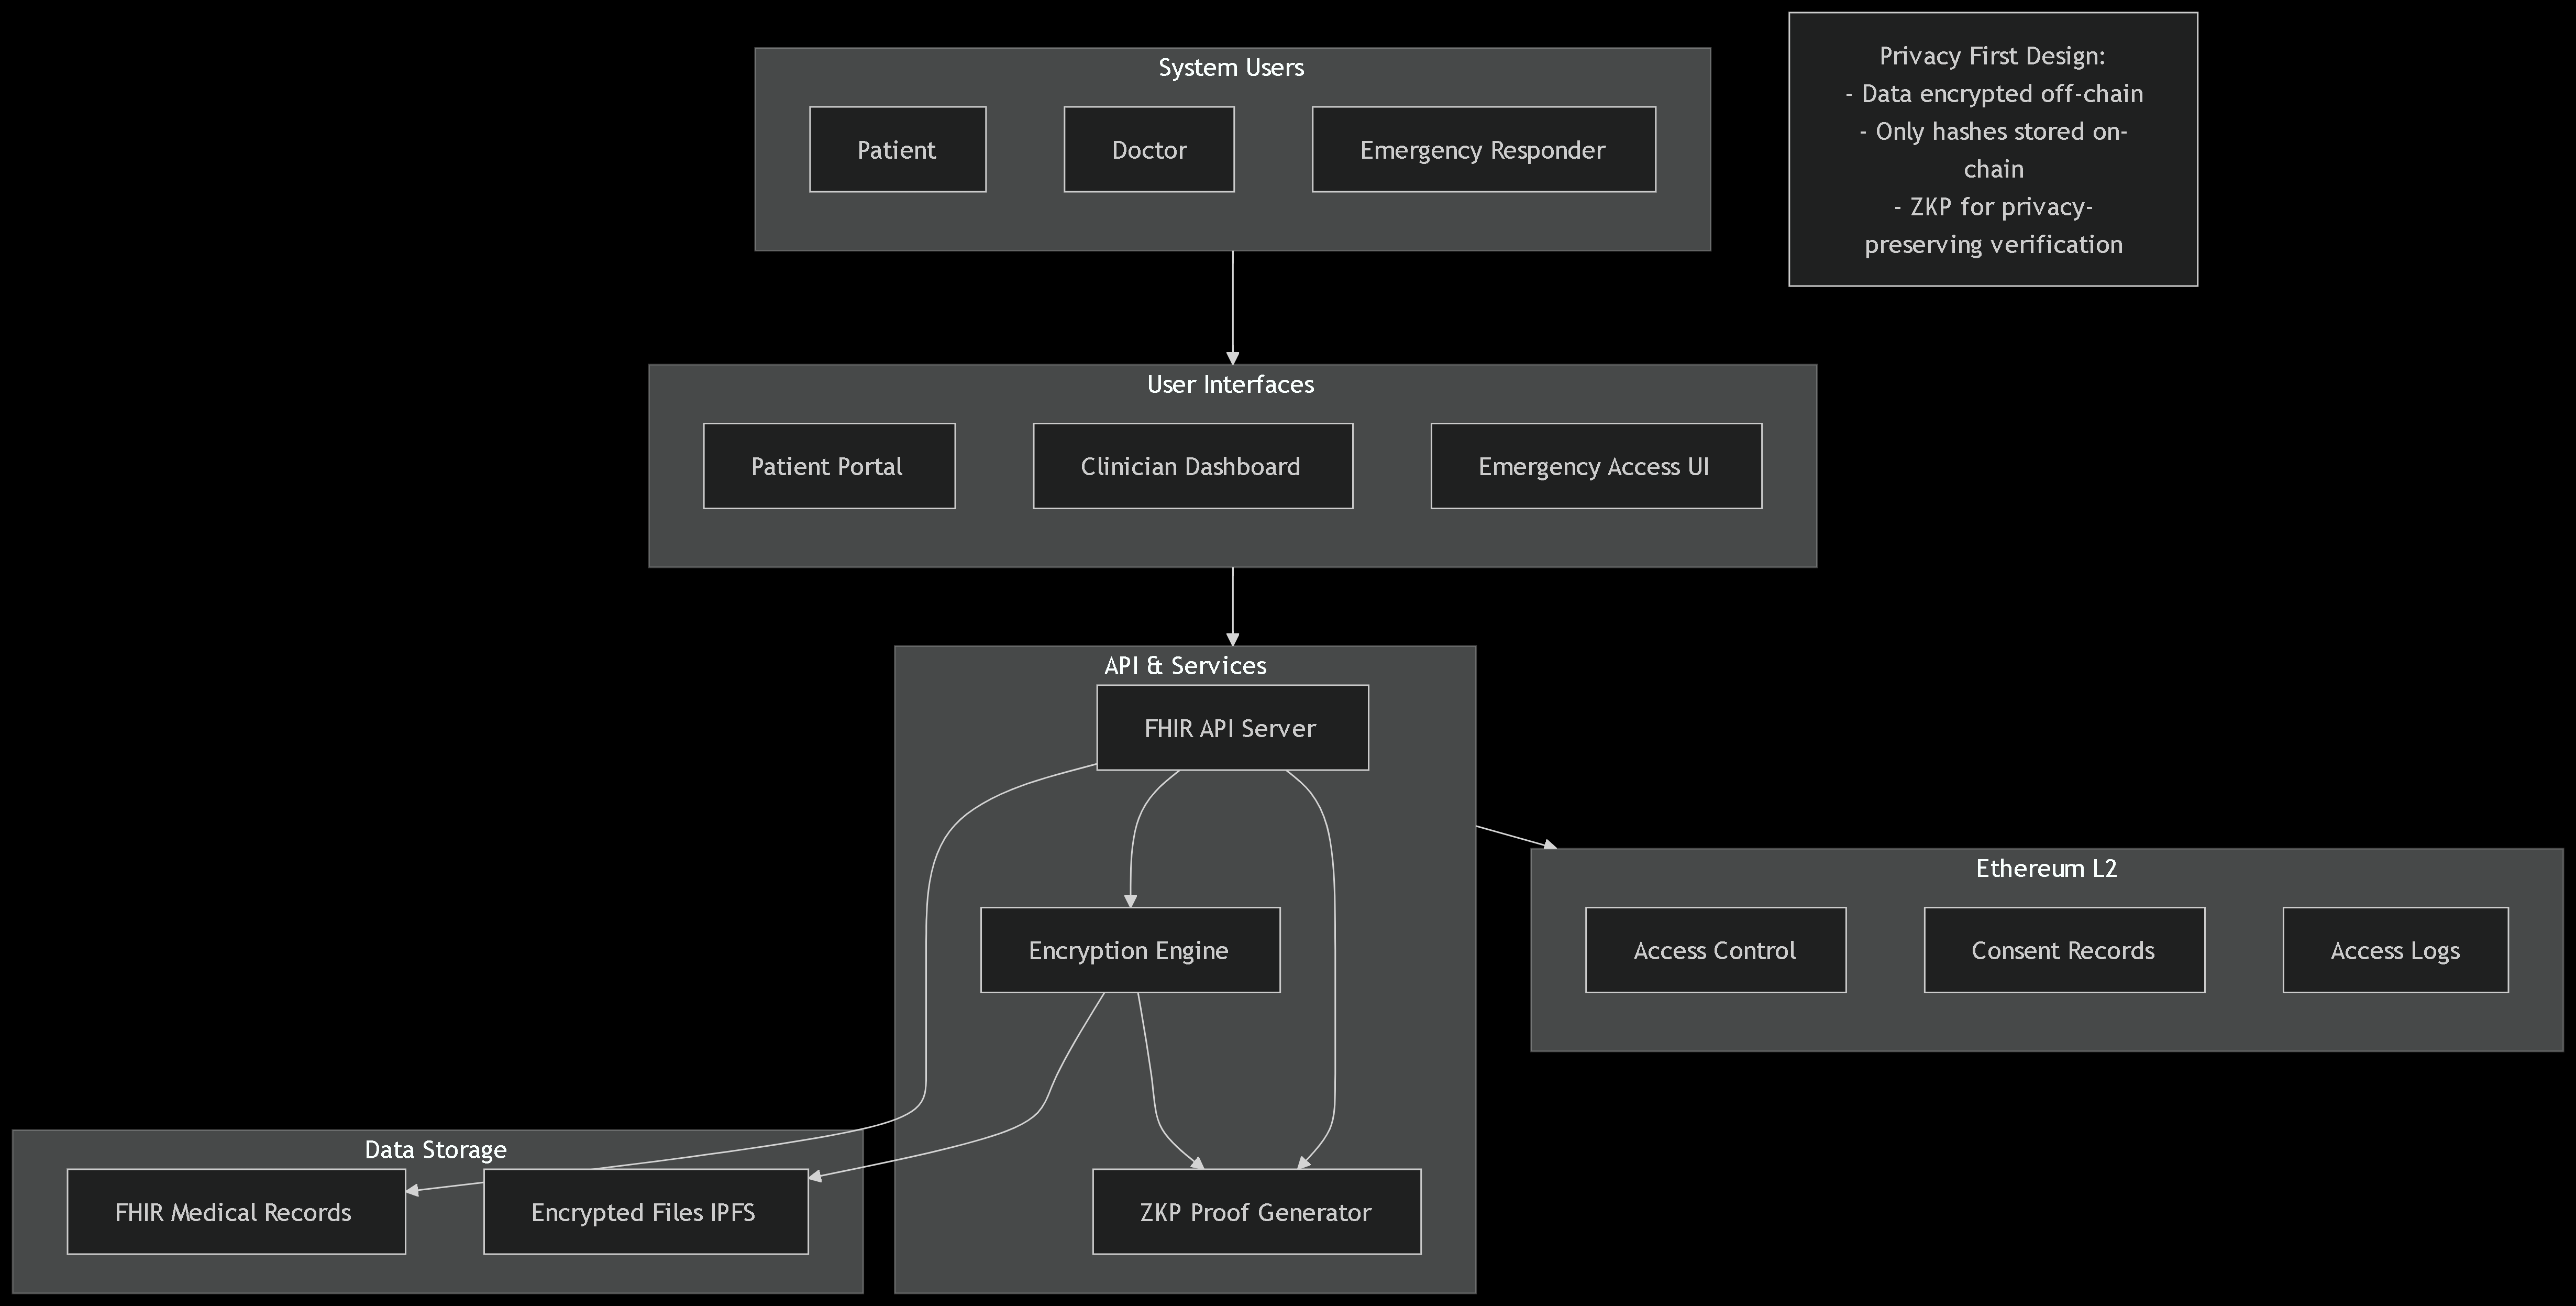 System Users
Patient
Doctor
Emergency Responder
Privacy First Design:
- Data encrypted off-chain
- Only hashes stored on-
chain
- ZKP for privacy-
preserving verification
User Interfaces
Patient Portal
Clinician Dashboard
Emergency Access UI
API & Services
FHIR API Server
Encryption Engine
ZKP Proof Generator
Ethereum L2
Access Control
Consent Records
Access Logs
Data Storage
FHIR Medical Records
Encrypted Files IPFS